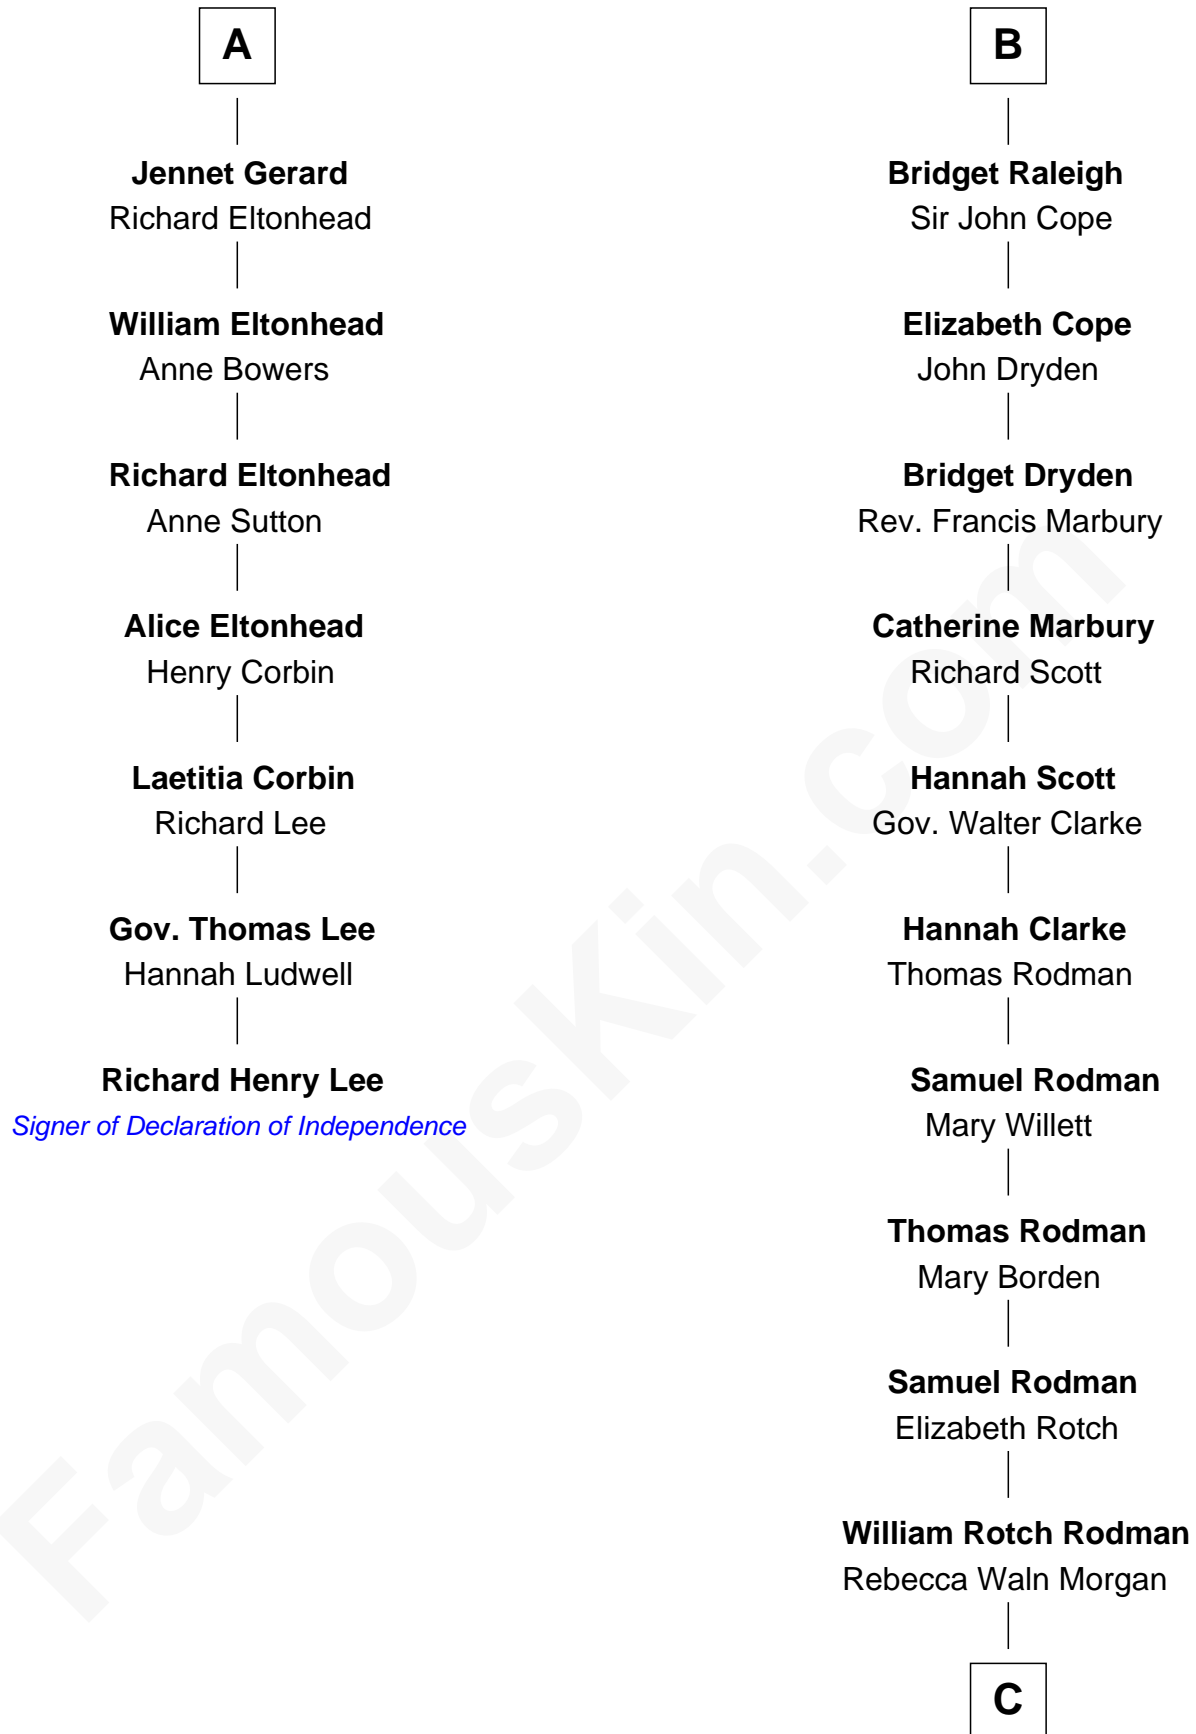 A
Jennet Gerard
Richard Eltonhead
William Eltonhead
Anne Bowers
Richard Eltonhead
Anne Sutton
Alice Eltonhead
Henry Corbin
Laetitia Corbin
Richard Lee
Gov. Thomas Lee
Hannah Ludwell
Richard Henry Lee
Signer of Declaration of Independence
B
Bridget Raleigh
Sir John Cope
Elizabeth Cope
John Dryden
Bridget Dryden
Rev. Francis Marbury
Catherine Marbury
Richard Scott
Hannah Scott
Gov. Walter Clarke
Hannah Clarke
Thomas Rodman
Samuel Rodman
Mary Willett
Thomas Rodman
Mary Borden
Samuel Rodman
Elizabeth Rotch
William Rotch Rodman
Rebecca Waln Morgan
C
FamousKin.com